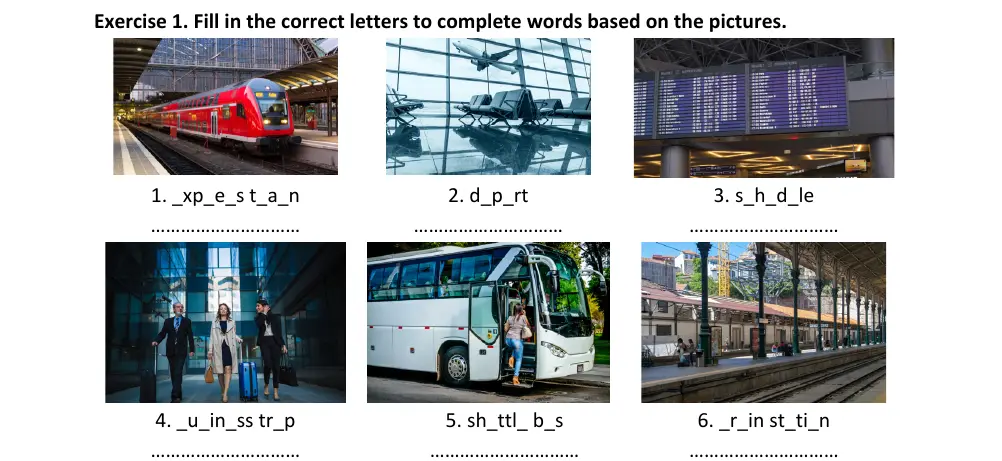 Exercise 1. Fill in the correct letters to complete words based on the pictures.
1. _xp_e_s t_a_n
2. d_p_rt
3. s_h_d_le
…………………………..
…………………………..
…………………………..
4. _u_in_ss tr_p
5. sh_ttl_ b_s
6. _r_in st_ti_n
…………………………..
…………………………..
…………………………..